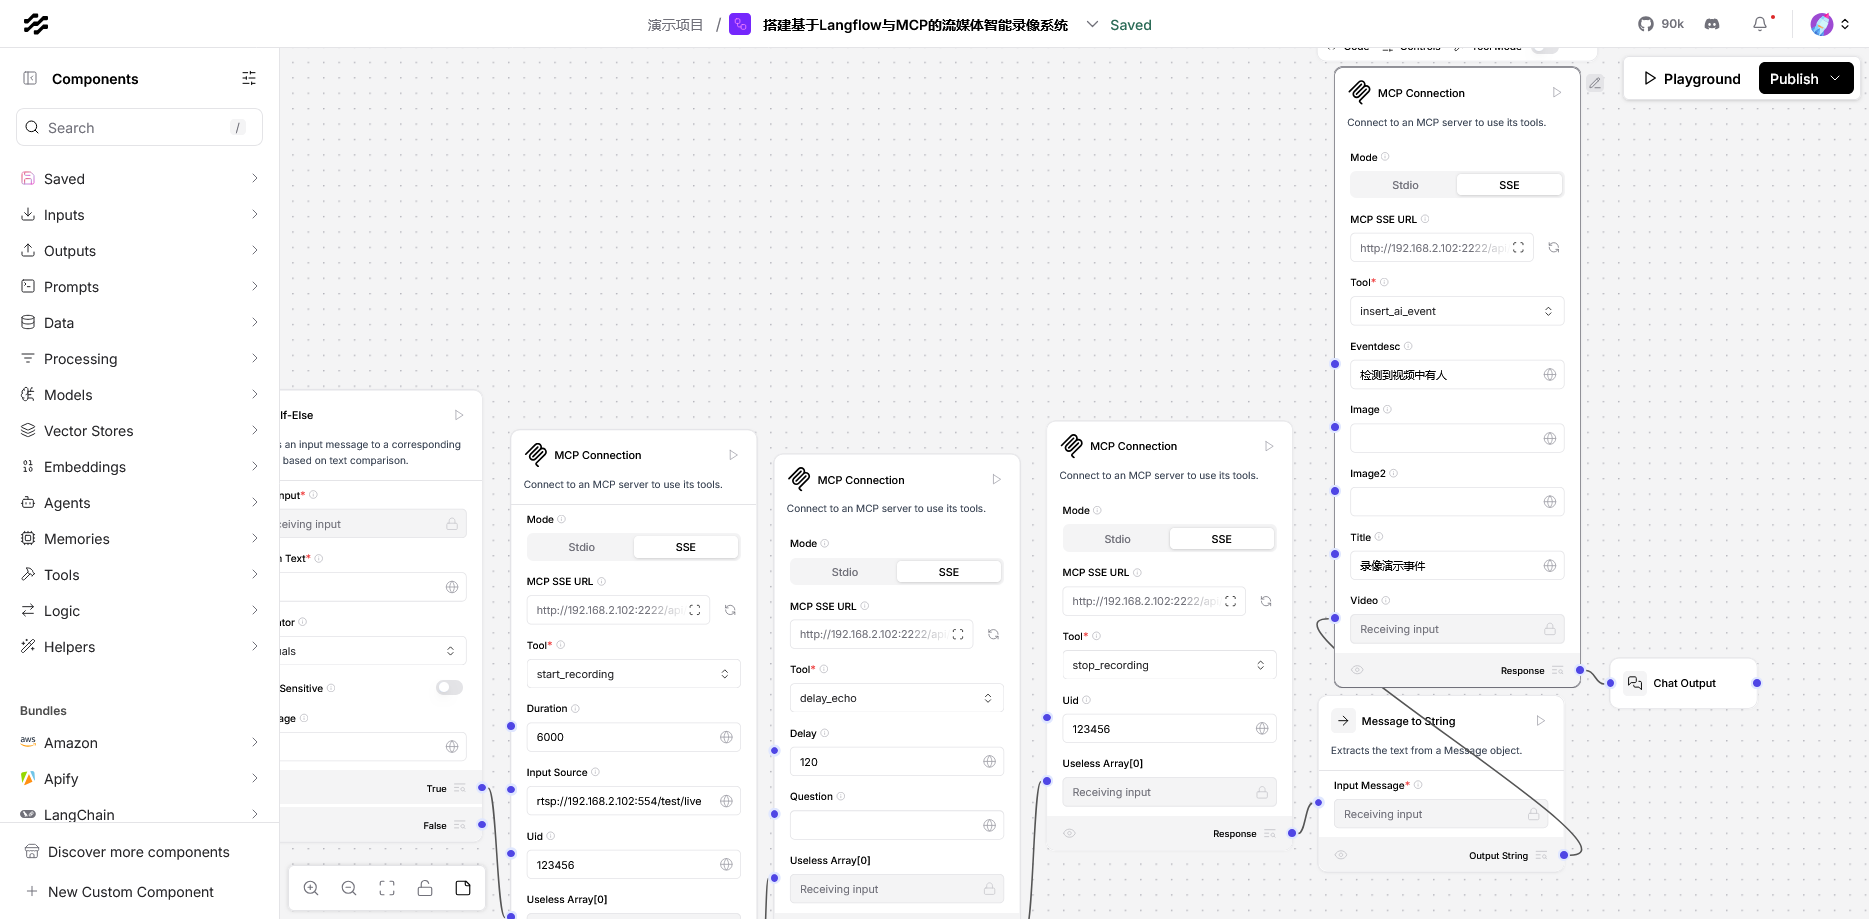 演示项目 / 搭建基于Langflow与MCP的流媒体智能录像系统 Saved
90k
Components
Search /
Saved
Inputs
Outputs
Prompts
Data
Processing
Models
Vector Stores
Embeddings
Agents
Memories
Tools
Logic
Helpers
Bundles
Amazon
Apify
LangChain
Discover more components
New Custom Component
Playground
Publish
If-Else
s an input message to a corresponding
based on text comparison.
nput*
ceiving input
n Text*
ator
uals
Sensitive
age
True
False
MCP Connection
Connect to an MCP server to use its tools.
Mode
Stdio SSE
MCP SSE URL
http://192.168.2.102:2222/api
Tool*
start_recording
Duration
6000
Input Source
rtsp://192.168.2.102:554/test/live
Uid
123456
Useless Array[0]
MCP Connection
Connect to an MCP server to use its tools.
Mode
Stdio SSE
MCP SSE URL
http://192.168.2.102:2222/api
Tool*
delay_echo
Delay
120
Question
Useless Array[0]
Receiving input
MCP Connection
Connect to an MCP server to use its tools.
Mode
Stdio SSE
MCP SSE URL
http://192.168.2.102:2222/api
Tool*
stop_recording
Uid
123456
Useless Array[0]
Receiving input
Response
Code Controls Tool Mode
MCP Connection
Connect to an MCP server to use its tools.
Mode
Stdio SSE
MCP SSE URL
http://192.168.2.102:2222/api
Tool*
insert_ai_event
Eventdesc
检测到视频中有人
Image
Image2
Title
录像演示事件
Video
Receiving input
Response
Message to String
Extracts the text from a Message object.
Input Message*
Receiving input
Output String
Chat Output